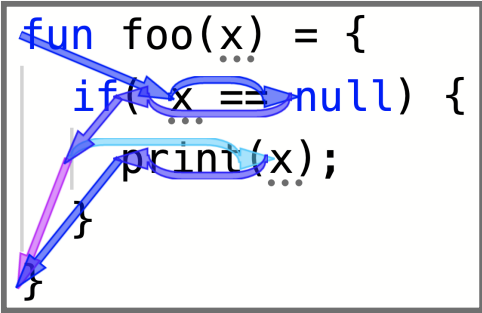 fun foo(x) = {
if( x == null) {
print(x);
}
}